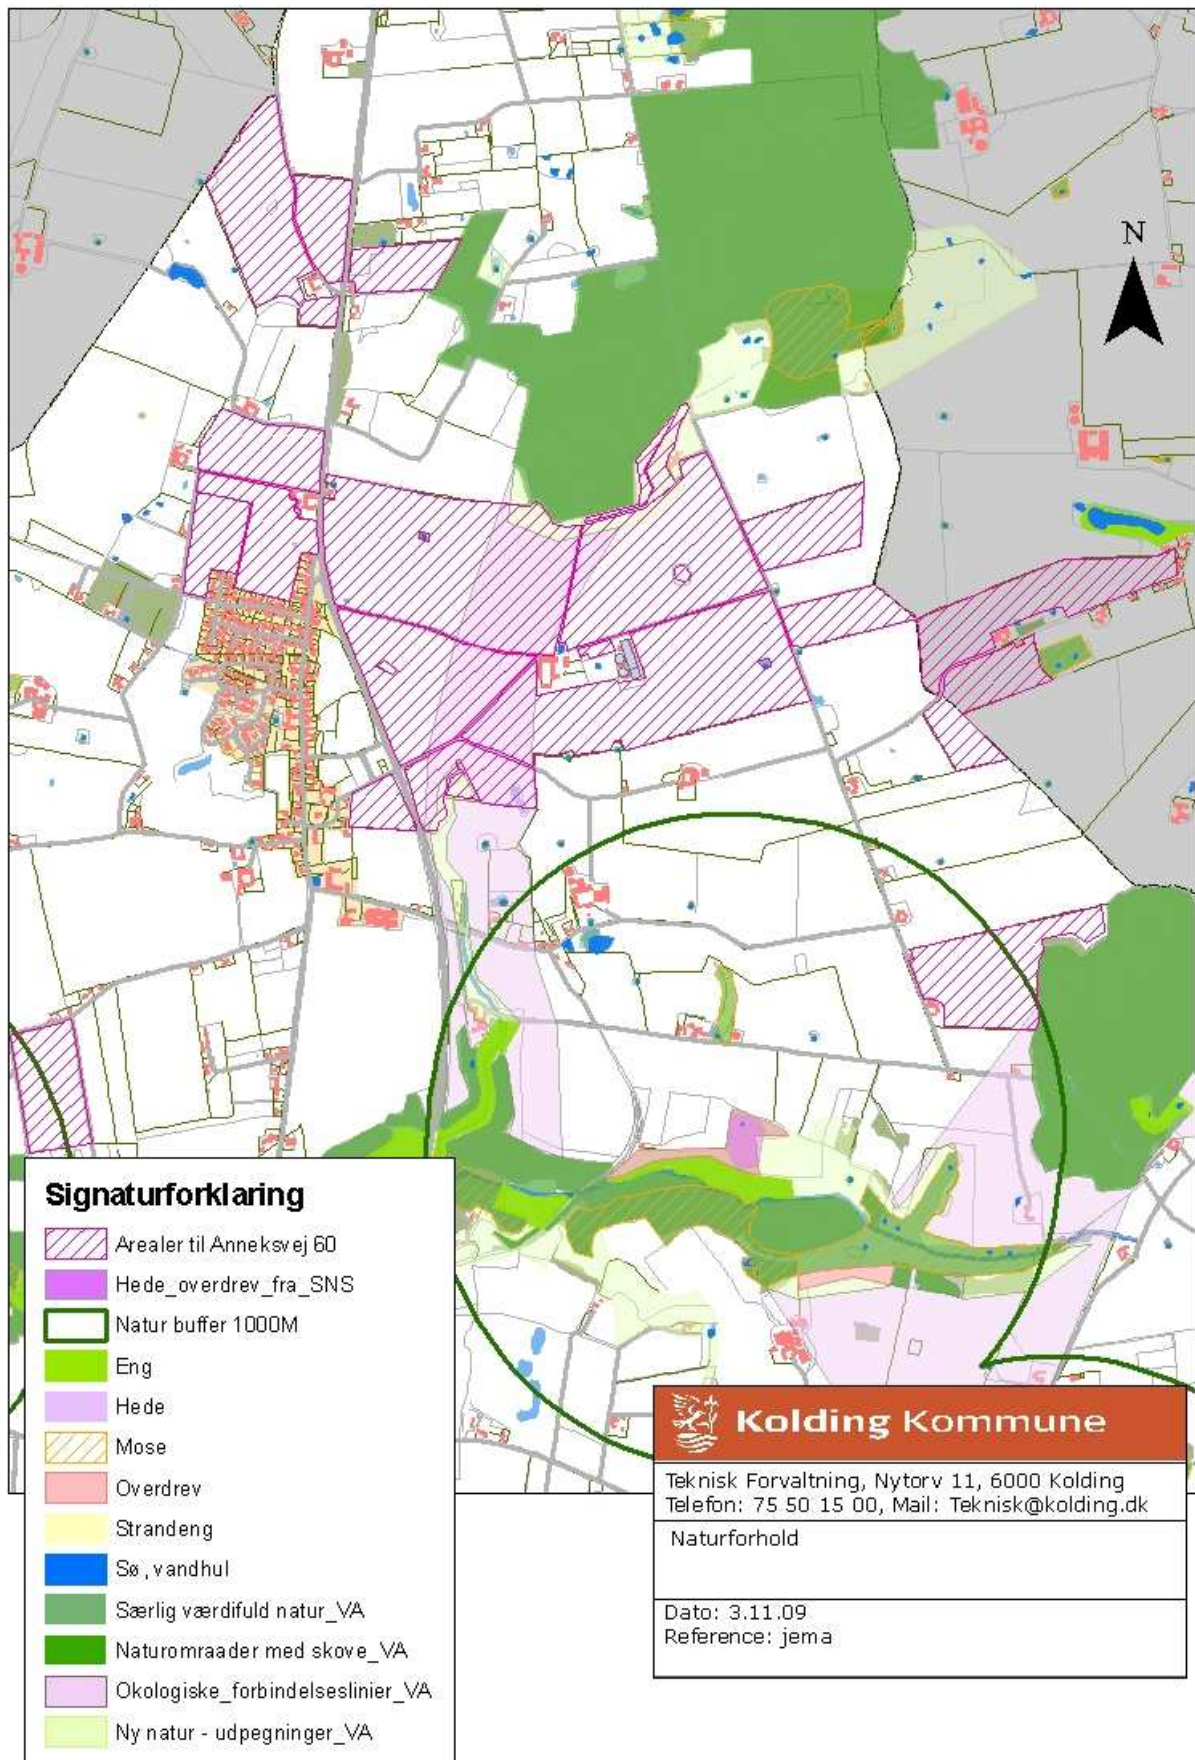 N
Signaturforklaring
Arealer til Anneksvej 60
Hede_overdrev_fra_SNS
Natur buffer 1000M
Eng
Hede
Mose
Overdrev
Strandeng
Sø, vandhul
Særlig værdifuld natur_VA
Naturomraader med skove_VA
Okologiske_forbindelseslinier_VA
Ny natur - udpegninger_VA
Kolding Kommune
Teknisk Forvaltning, Nytorv 11, 6000 Kolding
Telefon: 75 50 15 00, Mail: Teknisk@kolding.dk
Naturforhold
Dato: 3.11.09
Reference: jema